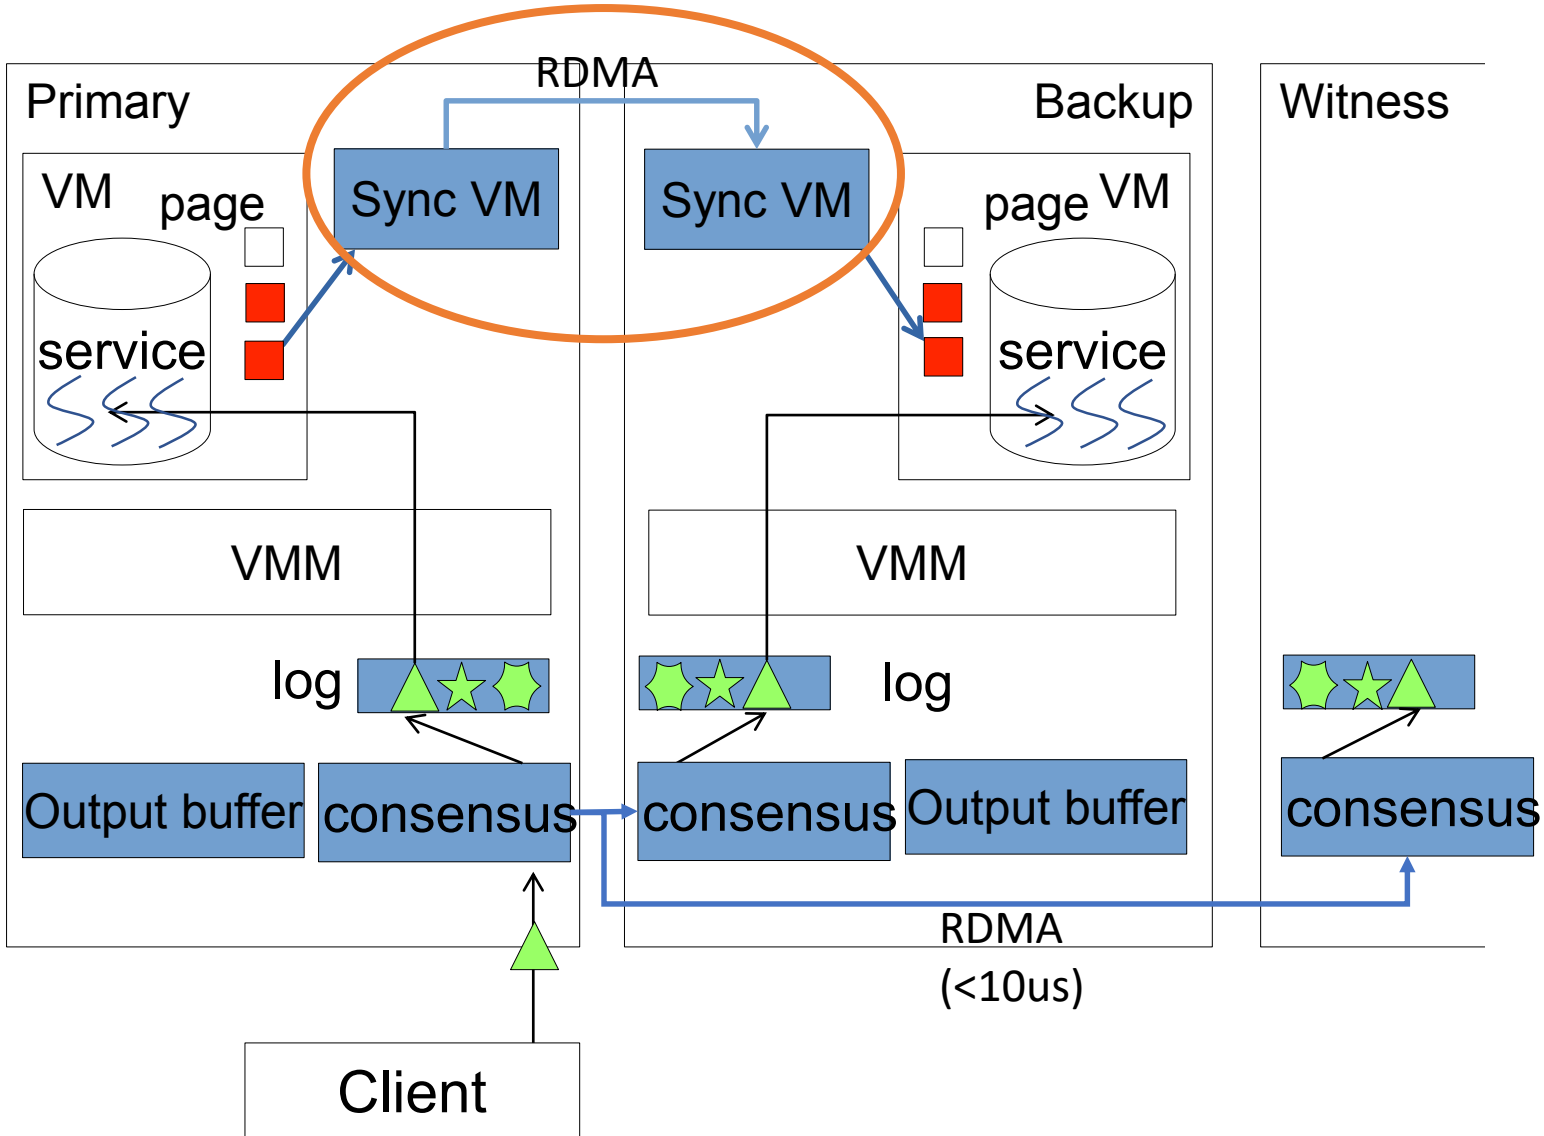 RDMA
Primary
Backup
Witness
VM
page
Sync VM
Sync VM
page
VM
service
service
VMM
VMM
log
log
Output buffer
consensus
consensus
Output buffer
consensus
RDMA
(<10us)
Client